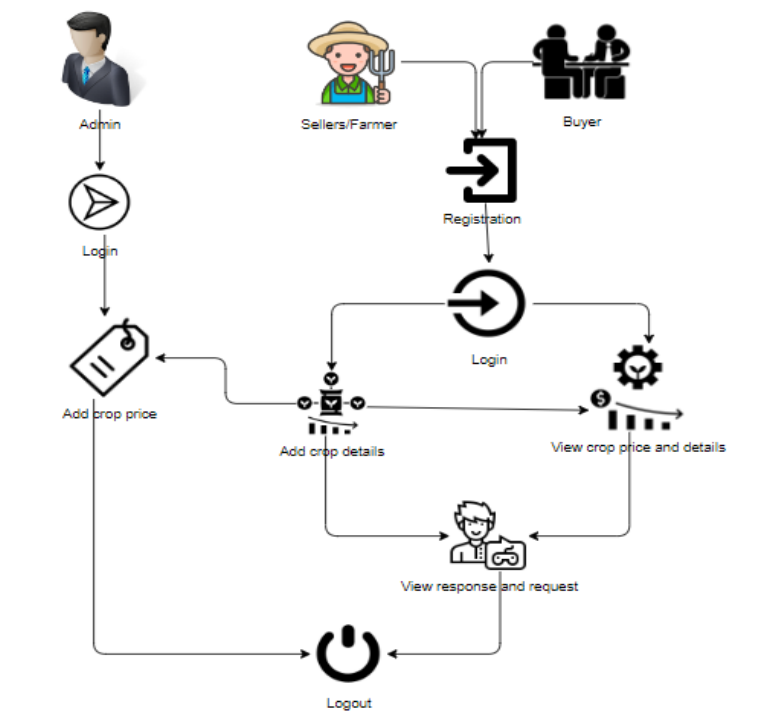 Admin
Sellers/Farmer
Buyer
Registration
Login
Login
Add crop price
Add crop details
View crop price and details
View response and request
Logout